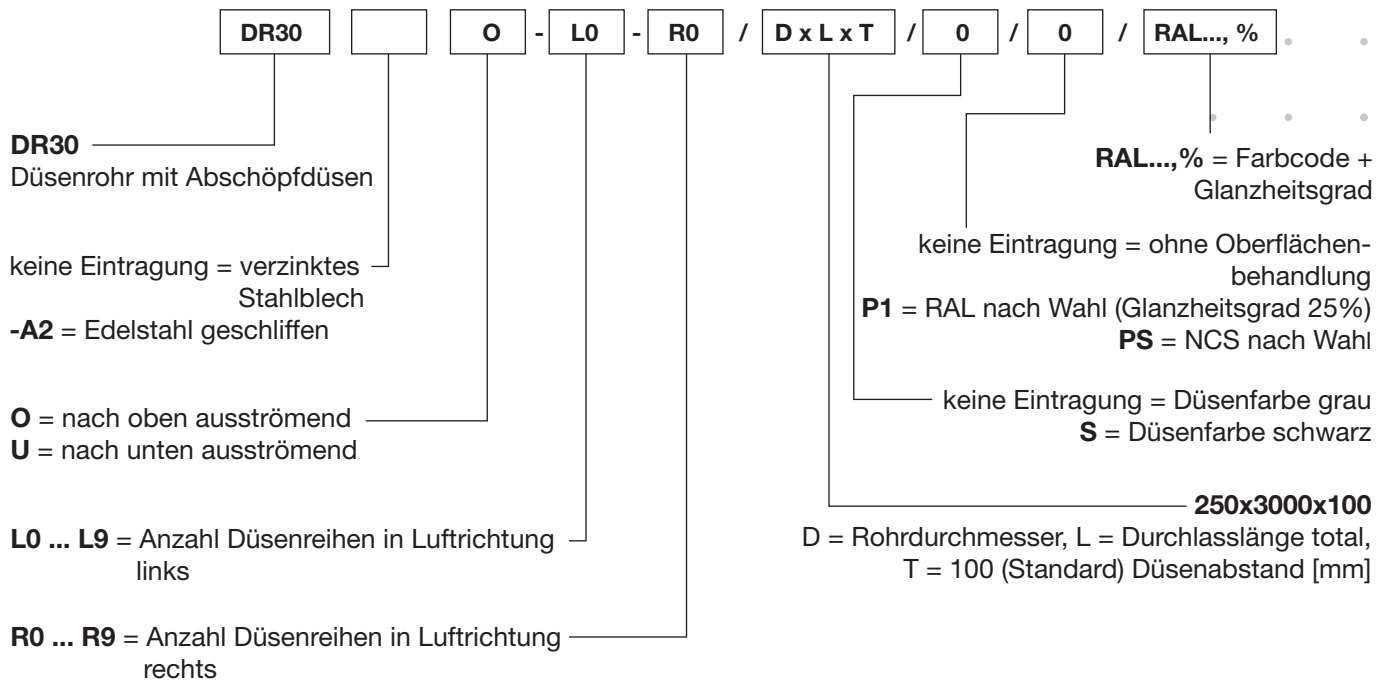 DR30 O - L0 - R0 / D x L x T / 0 / 0 / RAL..., %
DR30
Düsenrohr mit Abschöpfdüsen
keine Eintragung = verzinktes
Stahlblech
-A2 = Edelstahl geschliffen
O = nach oben ausströmend
U = nach unten ausströmend
L0 ... L9 = Anzahl Düsenreihen in Luftrichtung
links
R0 ... R9 = Anzahl Düsenreihen in Luftrichtung
rechts
RAL...,% = Farbcode +
Glanzheitsgrad
keine Eintragung = ohne Oberflächen-
behandlung
P1 = RAL nach Wahl (Glanzheitsgrad 25%)
PS = NCS nach Wahl
keine Eintragung = Düsenfarbe grau
S = Düsenfarbe schwarz
250x3000x100
D = Rohrdurchmesser, L = Durchlasslänge total,
T = 100 (Standard) Düsenabstand [mm]